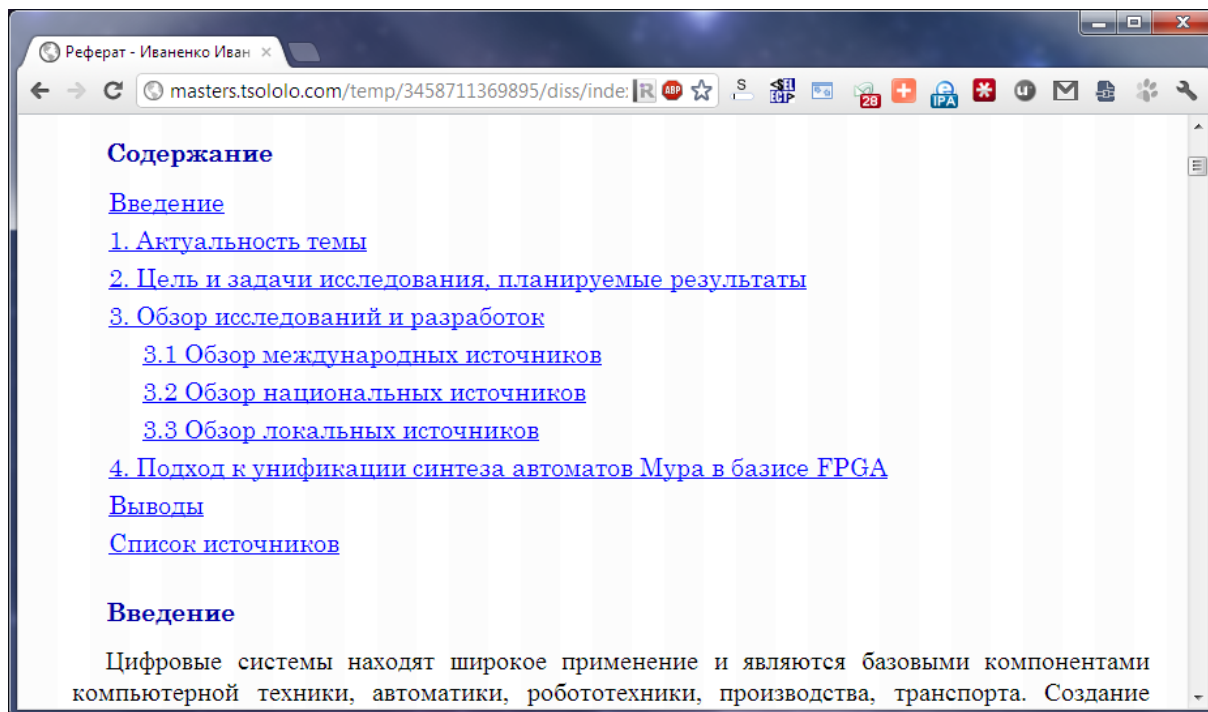 Реферат - Иваненко Иван
masters.tsololo.com/temp/3458711369895/diss/inde
28
IPA
Содержание
Введение
1. Актуальность темы
2. Цель и задачи исследования, планируемые результаты
3. Обзор исследований и разработок
3.1 Обзор международных источников
3.2 Обзор национальных источников
3.3 Обзор локальных источников
4. Подход к унификации синтеза автоматов Мура в базисе FPGA
Выводы
Список источников
Введение
Цифровые системы находят широкое применение и являются базовыми компонентами
компьютерной техники, автоматики, робототехники, производства, транспорта. Создание